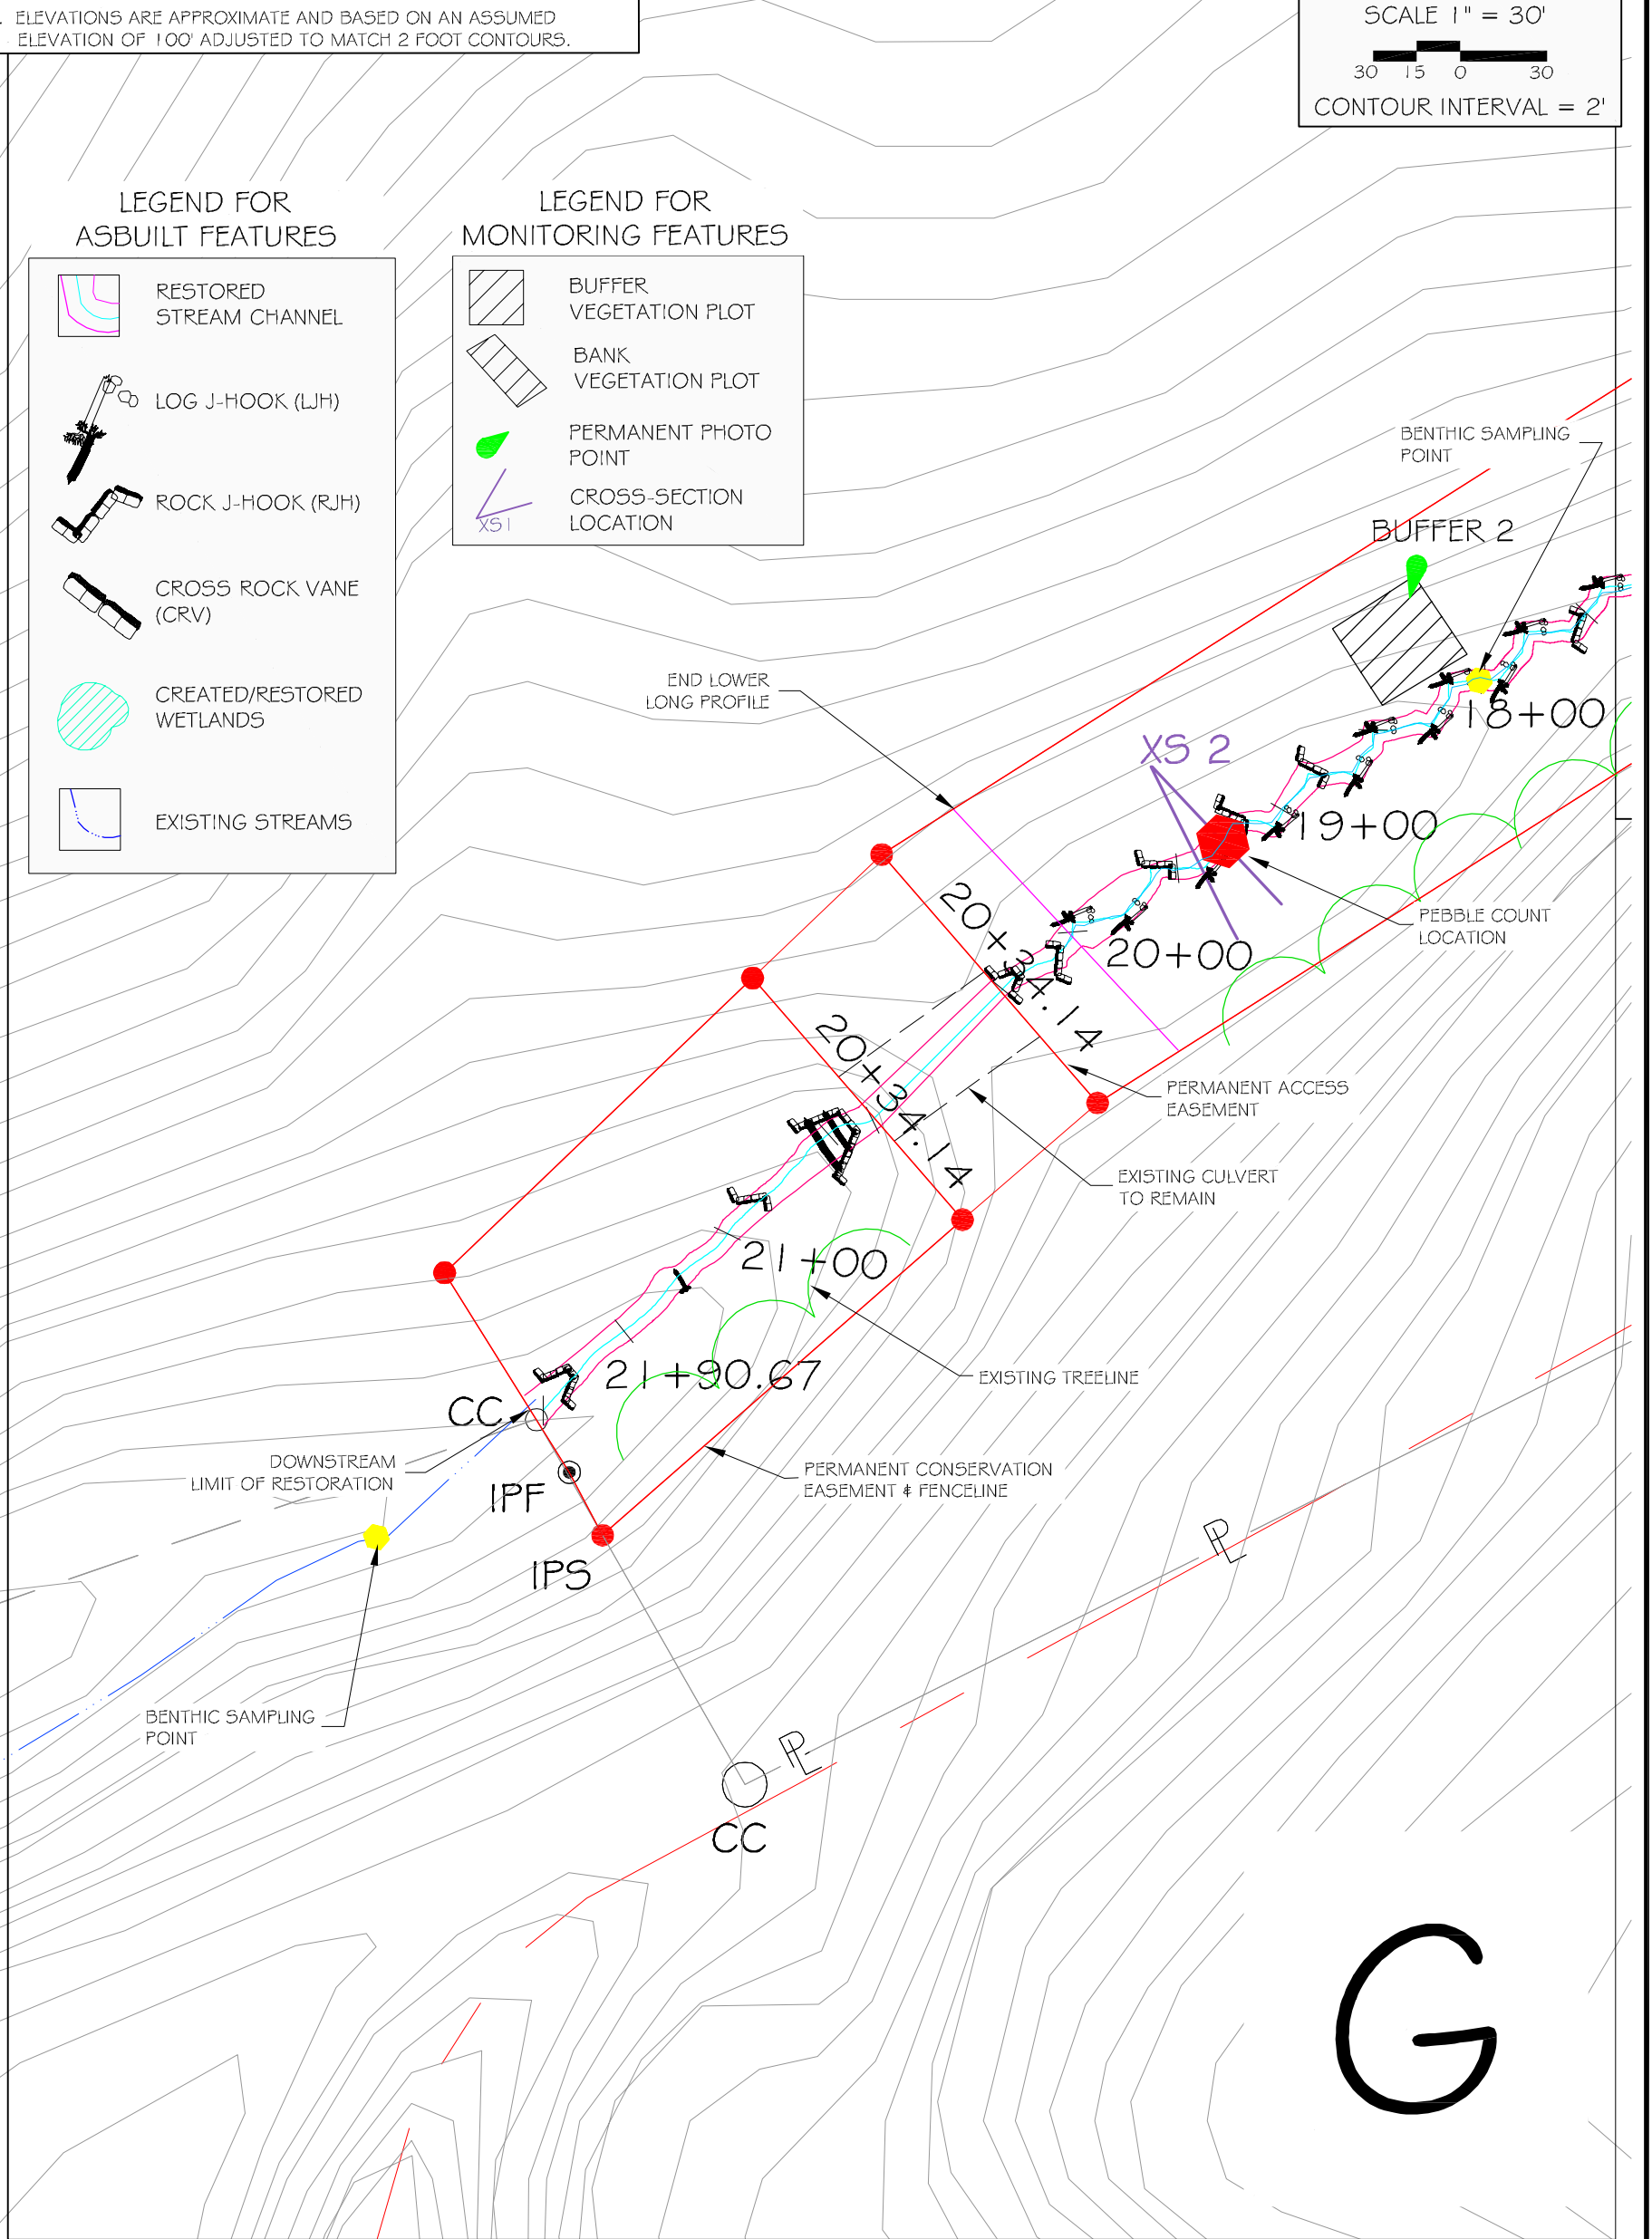 ELEVATIONS ARE APPROXIMATE AND BASED ON AN ASSUMED
ELEVATION OF 100' ADJUSTED TO MATCH 2 FOOT CONTOURS.
SCALE 1" = 30'
30 15 0 30
CONTOUR INTERVAL = 2'
LEGEND FOR
ASBUILT FEATURES
RESTORED
STREAM CHANNEL
LOG J-HOOK (LJH)
ROCK J-HOOK (RJH)
CROSS ROCK VANE
(CRV)
CREATED/RESTORED
WETLANDS
EXISTING STREAMS
LEGEND FOR
MONITORING FEATURES
BUFFER
VEGETATION PLOT
BANK
VEGETATION PLOT
PERMANENT PHOTO
POINT
XS1
CROSS-SECTION
LOCATION
BENTHIC SAMPLING
POINT
BUFFER 2
END LOWER
LONG PROFILE
18+00
XS 2
19+00
PEBBLE COUNT
LOCATION
20+00
20+34.14
PERMANENT ACCESS
EASEMENT
20+34.14
EXISTING CULVERT
TO REMAIN
21+00
EXISTING TREELINE
21+90.67
CC
DOWNSTREAM
LIMIT OF RESTORATION
PERMANENT CONSERVATION
EASEMENT & FENCELINE
IPF
IPS
PL
BENTHIC SAMPLING
POINT
PL
CC
G